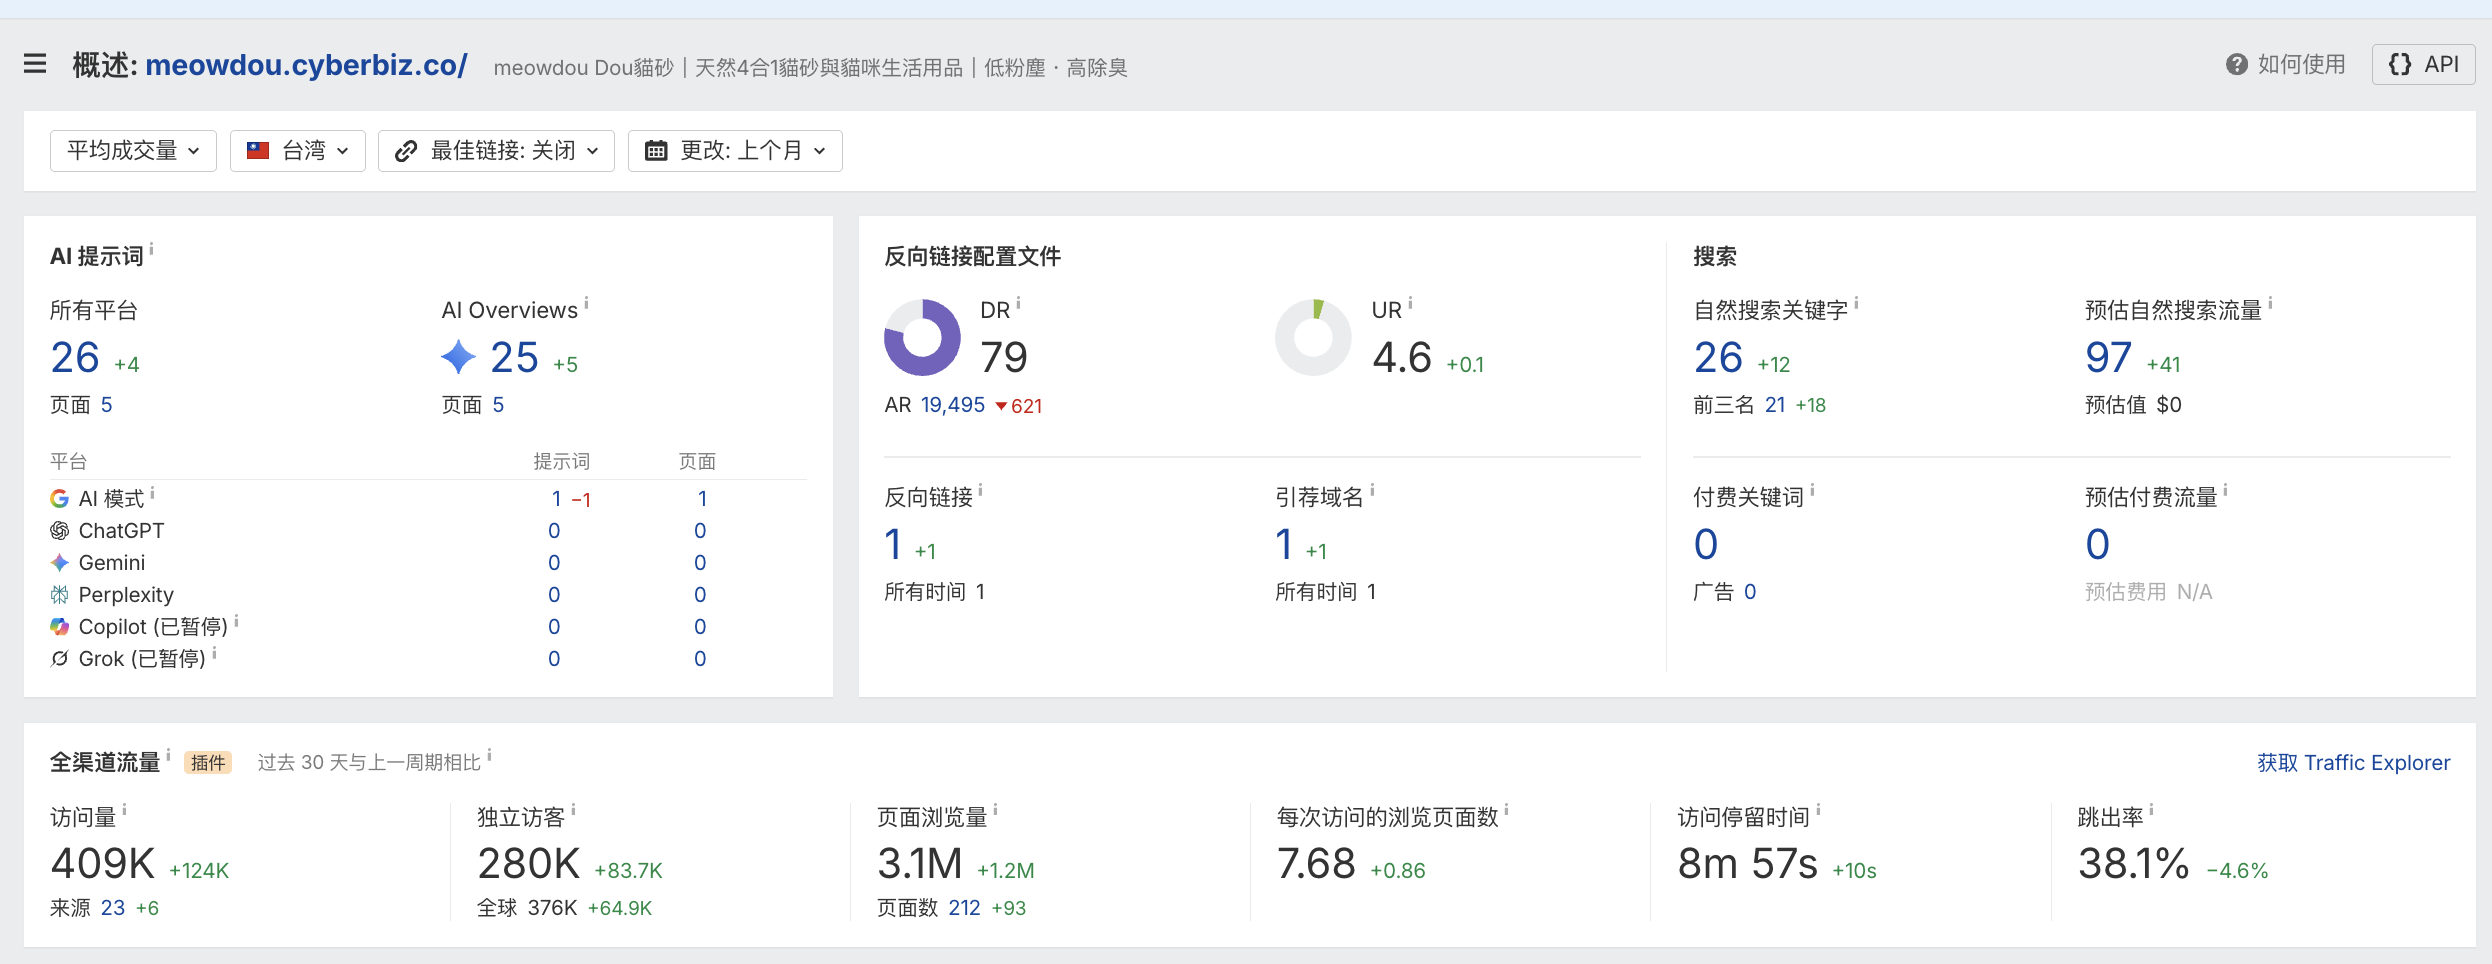 概述: meowdou.cyberbiz.co/ meowdou Dou貓砂｜天然4合1貓砂與貓咪生活用品｜低粉塵・高除臭
如何使用
API
平均成交量
台湾
最佳链接: 关闭
更改: 上个月
AI 提示词
所有平台
26 +4
页面 5
AI Overviews
25 +5
页面 5
平台 提示词 页面
AI 模式 1 −1 1
ChatGPT 0 0
Gemini 0 0
Perplexity 0 0
Copilot (已暂停) 0 0
Grok (已暂停) 0 0
反向链接配置文件
DR
79
AR 19,495 ▼621
UR
4.6 +0.1
反向链接
1 +1
所有时间 1
引荐域名
1 +1
所有时间 1
搜索
自然搜索关键字
26 +12
前三名 21 +18
预估自然搜索流量
97 +41
预估值 $0
付费关键词
0
广告 0
预估付费流量
0
预估费用 N/A
全渠道流量 插件 过去 30 天与上一周期相比
获取 Traffic Explorer
访问量
409K +124K
来源 23 +6
独立访客
280K +83.7K
全球 376K +64.9K
页面浏览量
3.1M +1.2M
页面数 212 +93
每次访问的浏览页面数
7.68 +0.86
访问停留时间
8m 57s +10s
跳出率
38.1% −4.6%